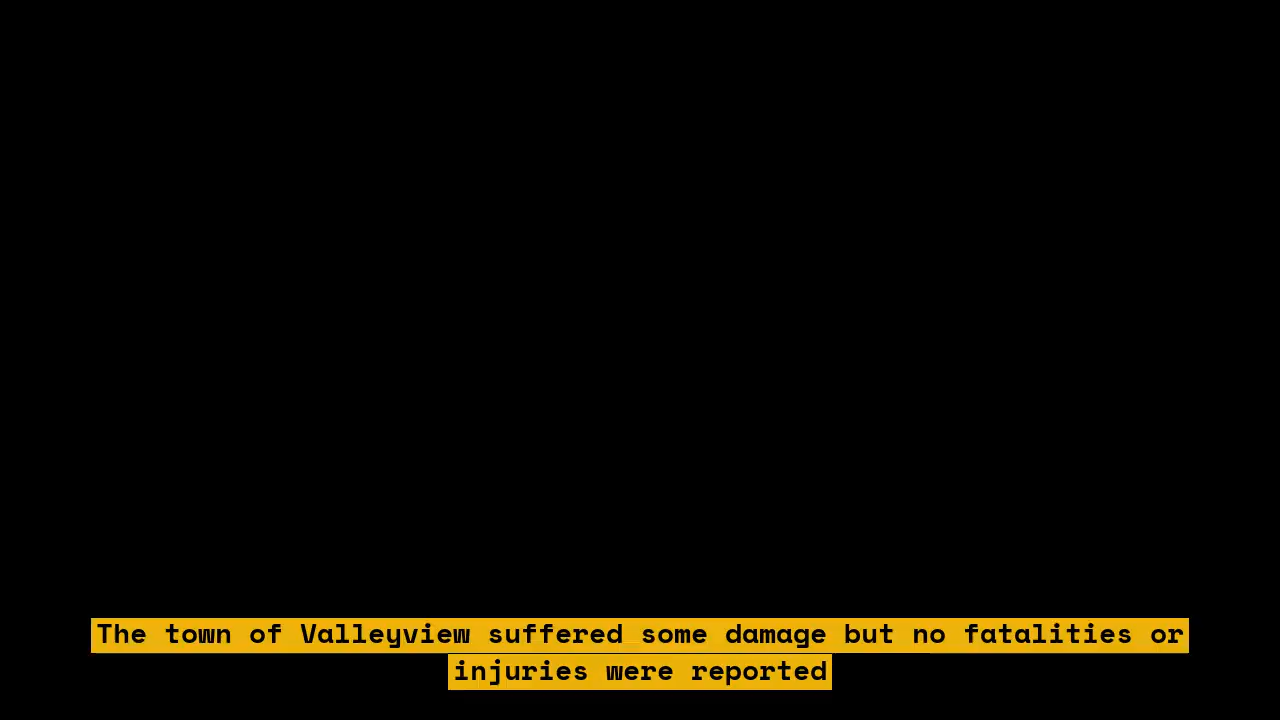 The town of Valleyview suffered some damage but no fatalities or
injuries were reported